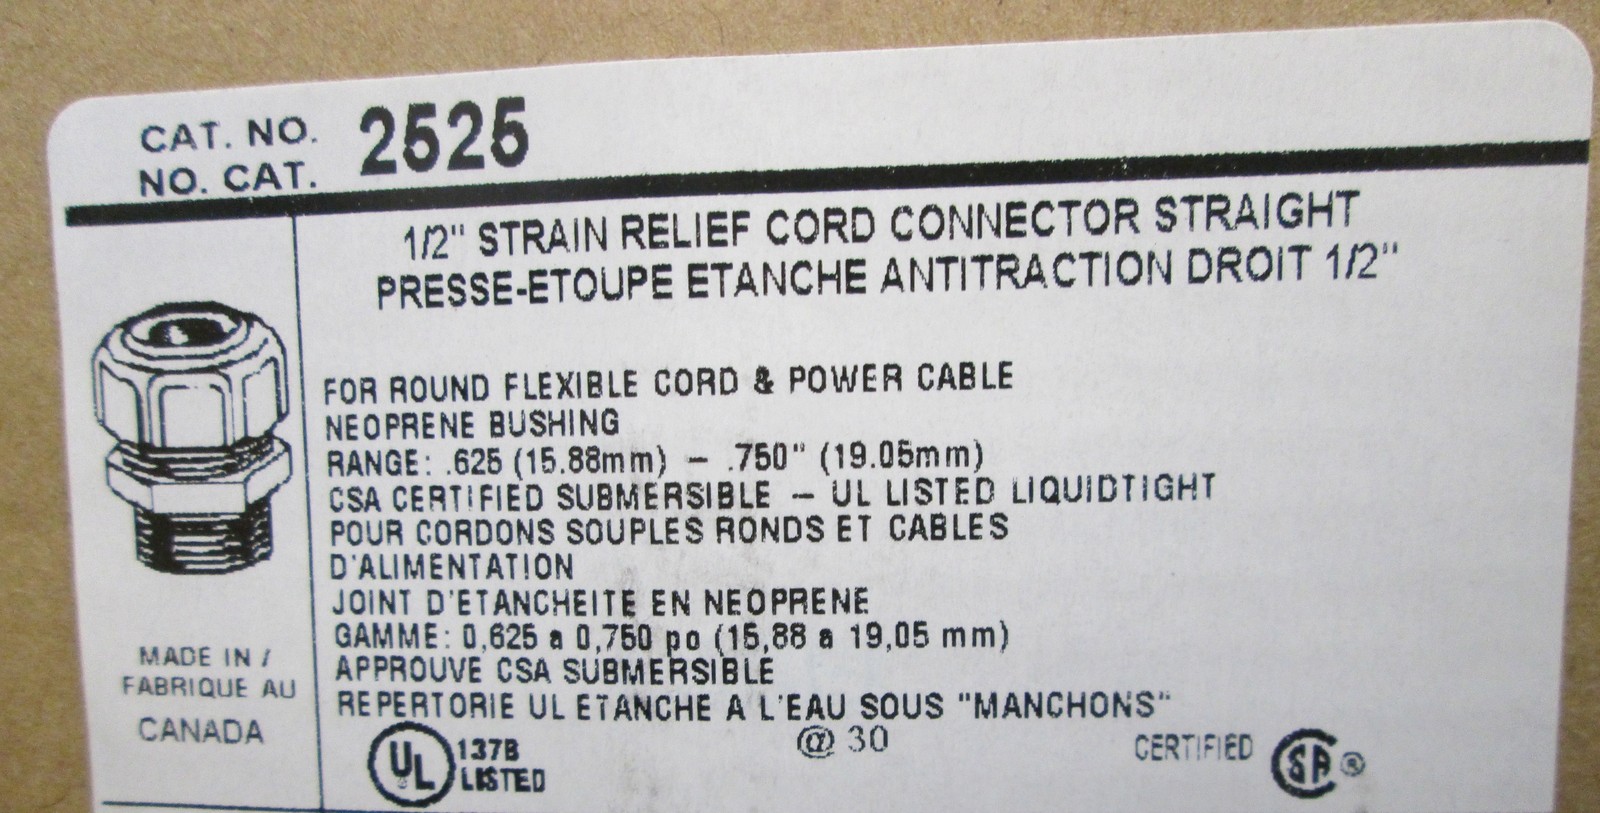 CAT. NO. 2525
NO. CAT.
1/2" STRAIN RELIEF CORD CONNECTOR STRAIGHT
PRESSE-ETOUPE ETANCHE ANTITRACTION DROIT 1/2"
FOR ROUND FLEXIBLE CORD & POWER CABLE
NEOPRENE BUSHING
RANGE: .625 (15.88mm) – .750" (19.05mm)
CSA CERTIFIED SUBMERSIBLE – UL LISTED LIQUIDTIGHT
POUR CORDONS SOUPLES RONDS ET CABLES
D'ALIMENTATION
JOINT D'ETANCHEITE EN NEOPRENE
GAMME: 0,625 a 0,750 po (15,88 a 19,05 mm)
APPROUVE CSA SUBMERSIBLE
REPERTORIE UL ETANCHE A L'EAU SOUS "MANCHONS"
MADE IN /
FABRIQUE AU
CANADA
UL 137B
LISTED
@ 30
CERTIFIED SA ®